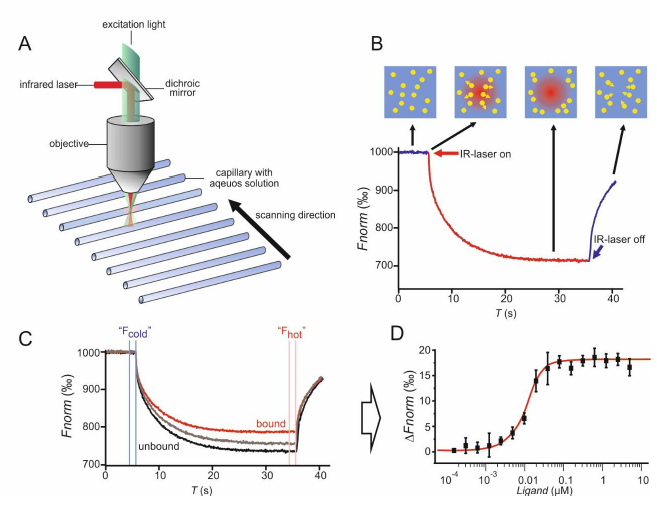 A
excitation light
infrared laser
dichroic
mirror
objective
capillary with
aqeuos solution
scanning direction
B
1000
900
800
700
Fnorm (‰)
IR-laser on
IR-laser off
0
10
20
30
40
T (s)
C
"Fcold"
"Fhot"
1000
900
800
700
Fnorm (‰)
bound
unbound
0
10
20
30
40
T (s)
D
20
15
10
5
0
ΔFnorm (‰)
10⁻⁴
10⁻³
0.01
0.1
1
10
Ligand (µM)